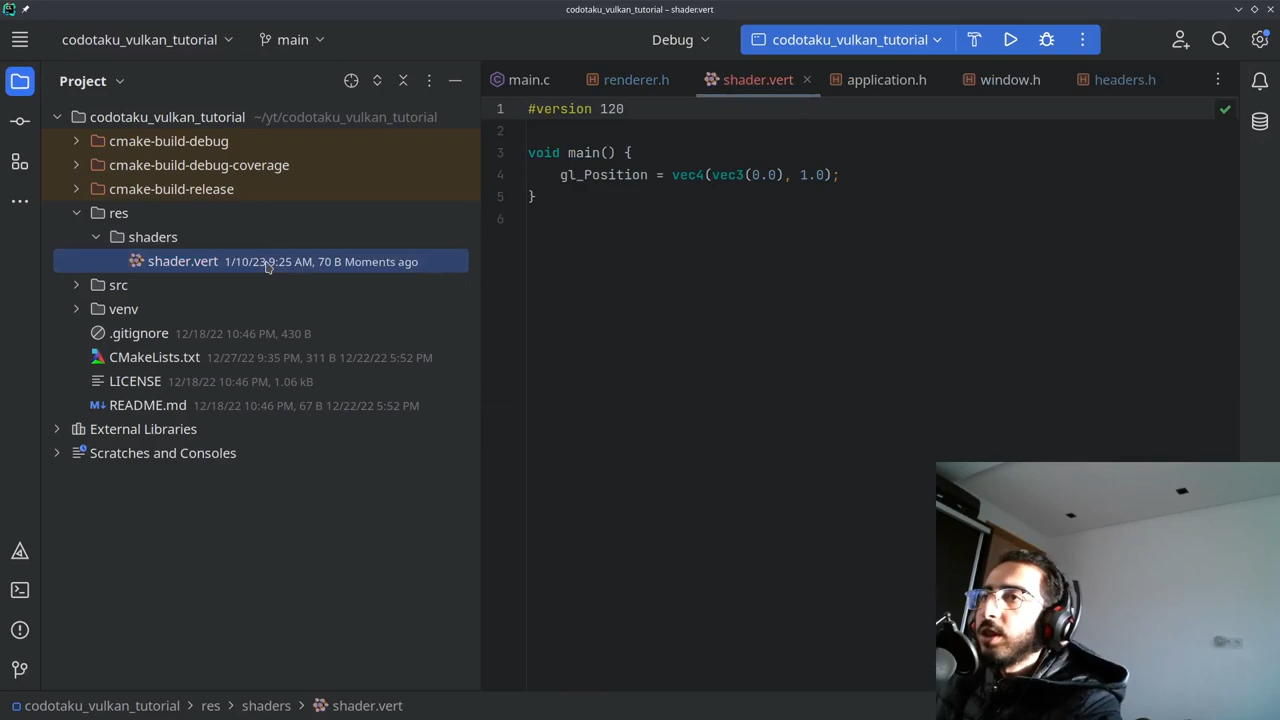 codotaku_vulkan_tutorial – shader.vert
codotaku_vulkan_tutorial
main
Debug
codotaku_vulkan_tutorial
Project
main.c
renderer.h
shader.vert
application.h
window.h
headers.h
codotaku_vulkan_tutorial ~/yt/codotaku_vulkan_tutorial
cmake-build-debug
cmake-build-debug-coverage
cmake-build-release
res
shaders
shader.vert 1/10/23 9:25 AM, 70 B Moments ago
src
venv
.gitignore 12/18/22 10:46 PM, 430 B
CMakeLists.txt 12/27/22 9:35 PM, 311 B 12/22/22 5:52 PM
LICENSE 12/18/22 10:46 PM, 1.06 kB
README.md 12/18/22 10:46 PM, 67 B 12/22/22 5:52 PM
External Libraries
Scratches and Consoles
1 #version 120
2
3 void main() {
4 gl_Position = vec4(vec3(0.0), 1.0);
5 }
6
codotaku_vulkan_tutorial > res > shaders > shader.vert